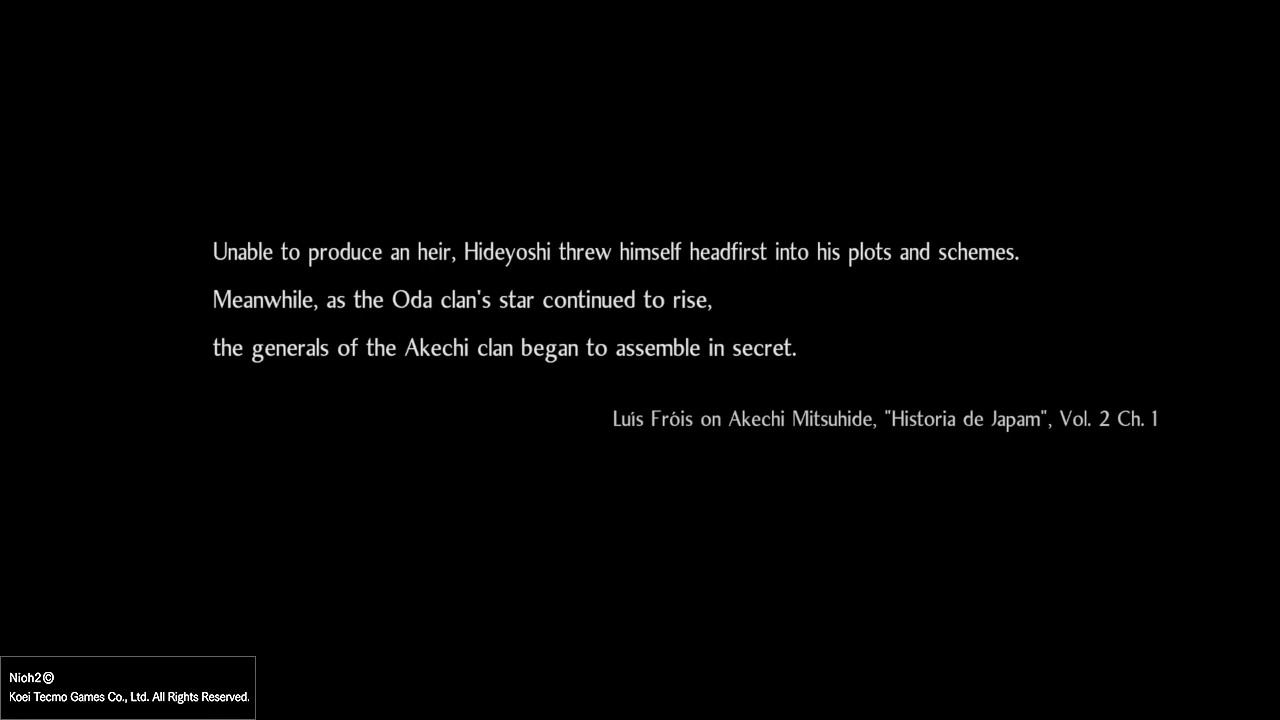 Unable to produce an heir, Hideyoshi threw himself headfirst into his plots and schemes.
Meanwhile, as the Oda clan's star continued to rise,
the generals of the Akechi clan began to assemble in secret.
Luís Fróis on Akechi Mitsuhide, "Historia de Japam", Vol. 2 Ch. 1
Nioh2©
Koei Tecmo Games Co., Ltd. All Rights Reserved.